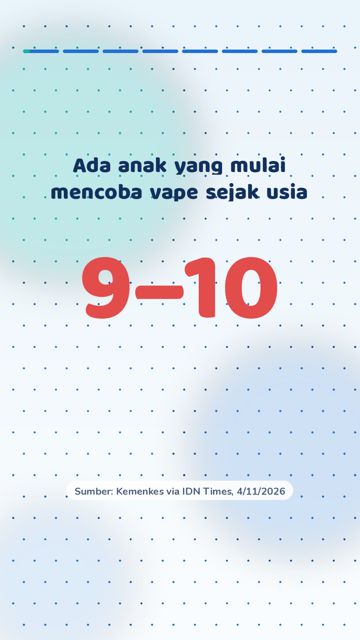 Ada anak yang mulai
mencoba vape sejak usia
9–10
Sumber: Kemenkes via IDN Times, 4/11/2026